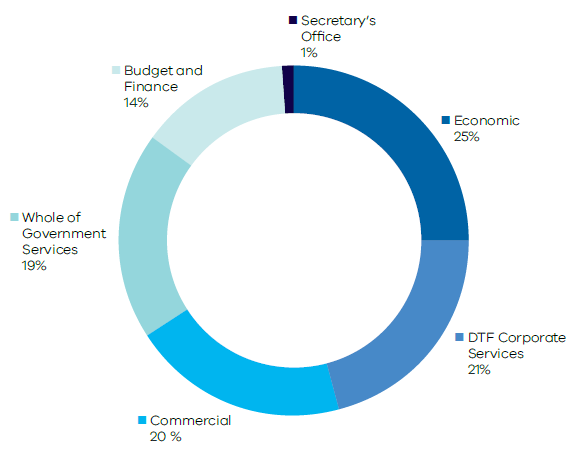 Secretary's
Office
1%
Economic
25%
DTF Corporate
Services
21%
Commercial
20 %
Whole of
Government
Services
19%
Budget and
Finance
14%